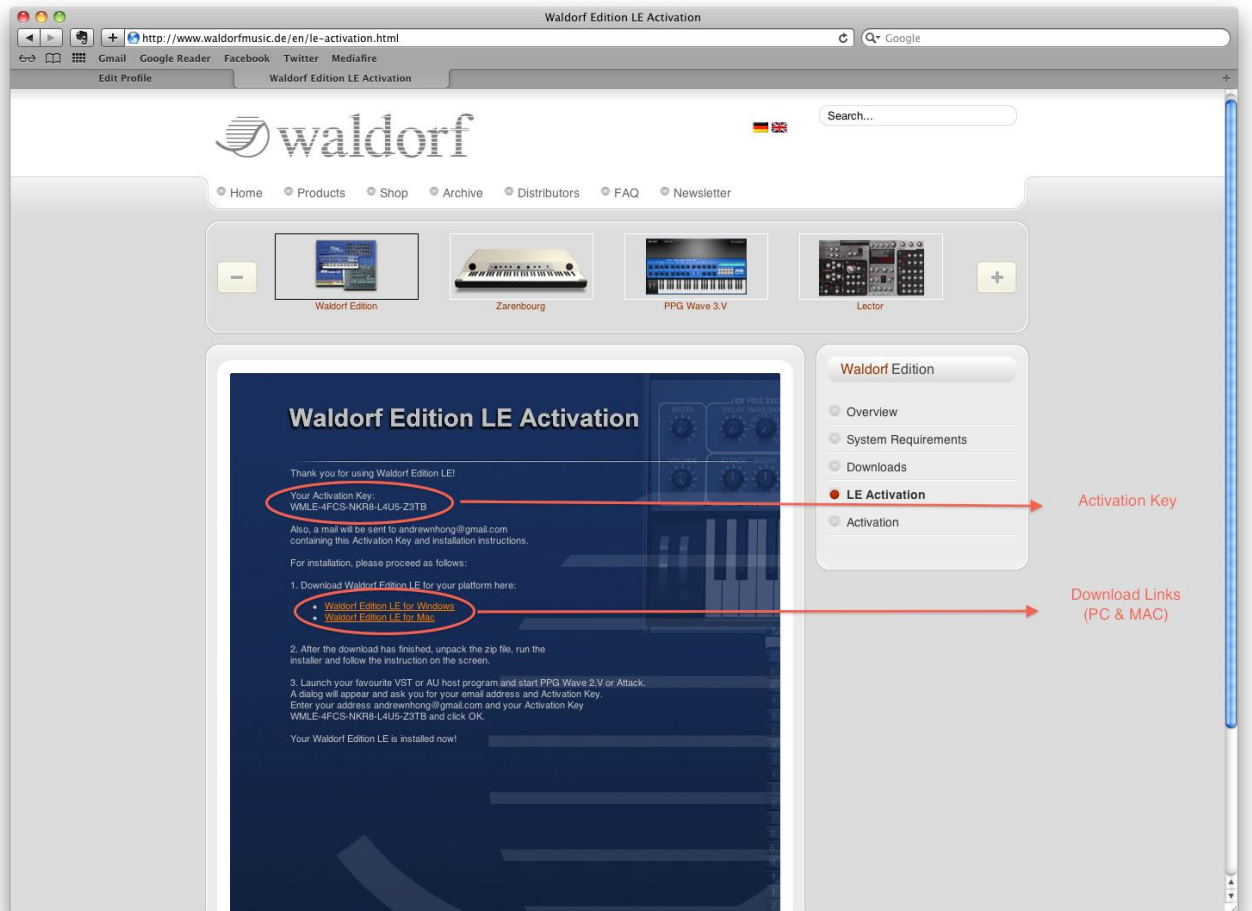 Waldorf Edition LE Activation
http://www.waldorfmusic.de/en/le-activation.html
Google
Gmail Google Reader Facebook Twitter Mediafire
Edit Profile
Waldorf Edition LE Activation
waldorf
Search...
Home Products Shop Archive Distributors FAQ Newsletter
Waldorf Edition
Zarenbourg
PPG Wave 3.V
Lector
Waldorf Edition LE Activation
Thank you for using Waldorf Edition LE!
Your Activation Key:
WMLE-4FCS-NKR8-L4U5-Z3TB
Also, a mail will be sent to andrewnhong@gmail.com
containing this Activation Key and installation instructions.
For installation, please proceed as follows:
1. Download Waldorf Edition LE for your platform here:
Waldorf Edition LE for Windows
Waldorf Edition LE for Mac
2. After the download has finished, unpack the zip file, run the
installer and follow the instruction on the screen.
3. Launch your favourite VST or AU host program and start PPG Wave 2.V or Attack.
A dialog will appear and ask you for your email address and Activation Key.
Enter your address andrewnhong@gmail.com and your Activation Key
WMLE-4FCS-NKR8-L4U5-Z3TB and click OK.
Your Waldorf Edition LE is installed now!
Waldorf Edition
Overview
System Requirements
Downloads
LE Activation
Activation
Activation Key
Download Links
(PC & MAC)